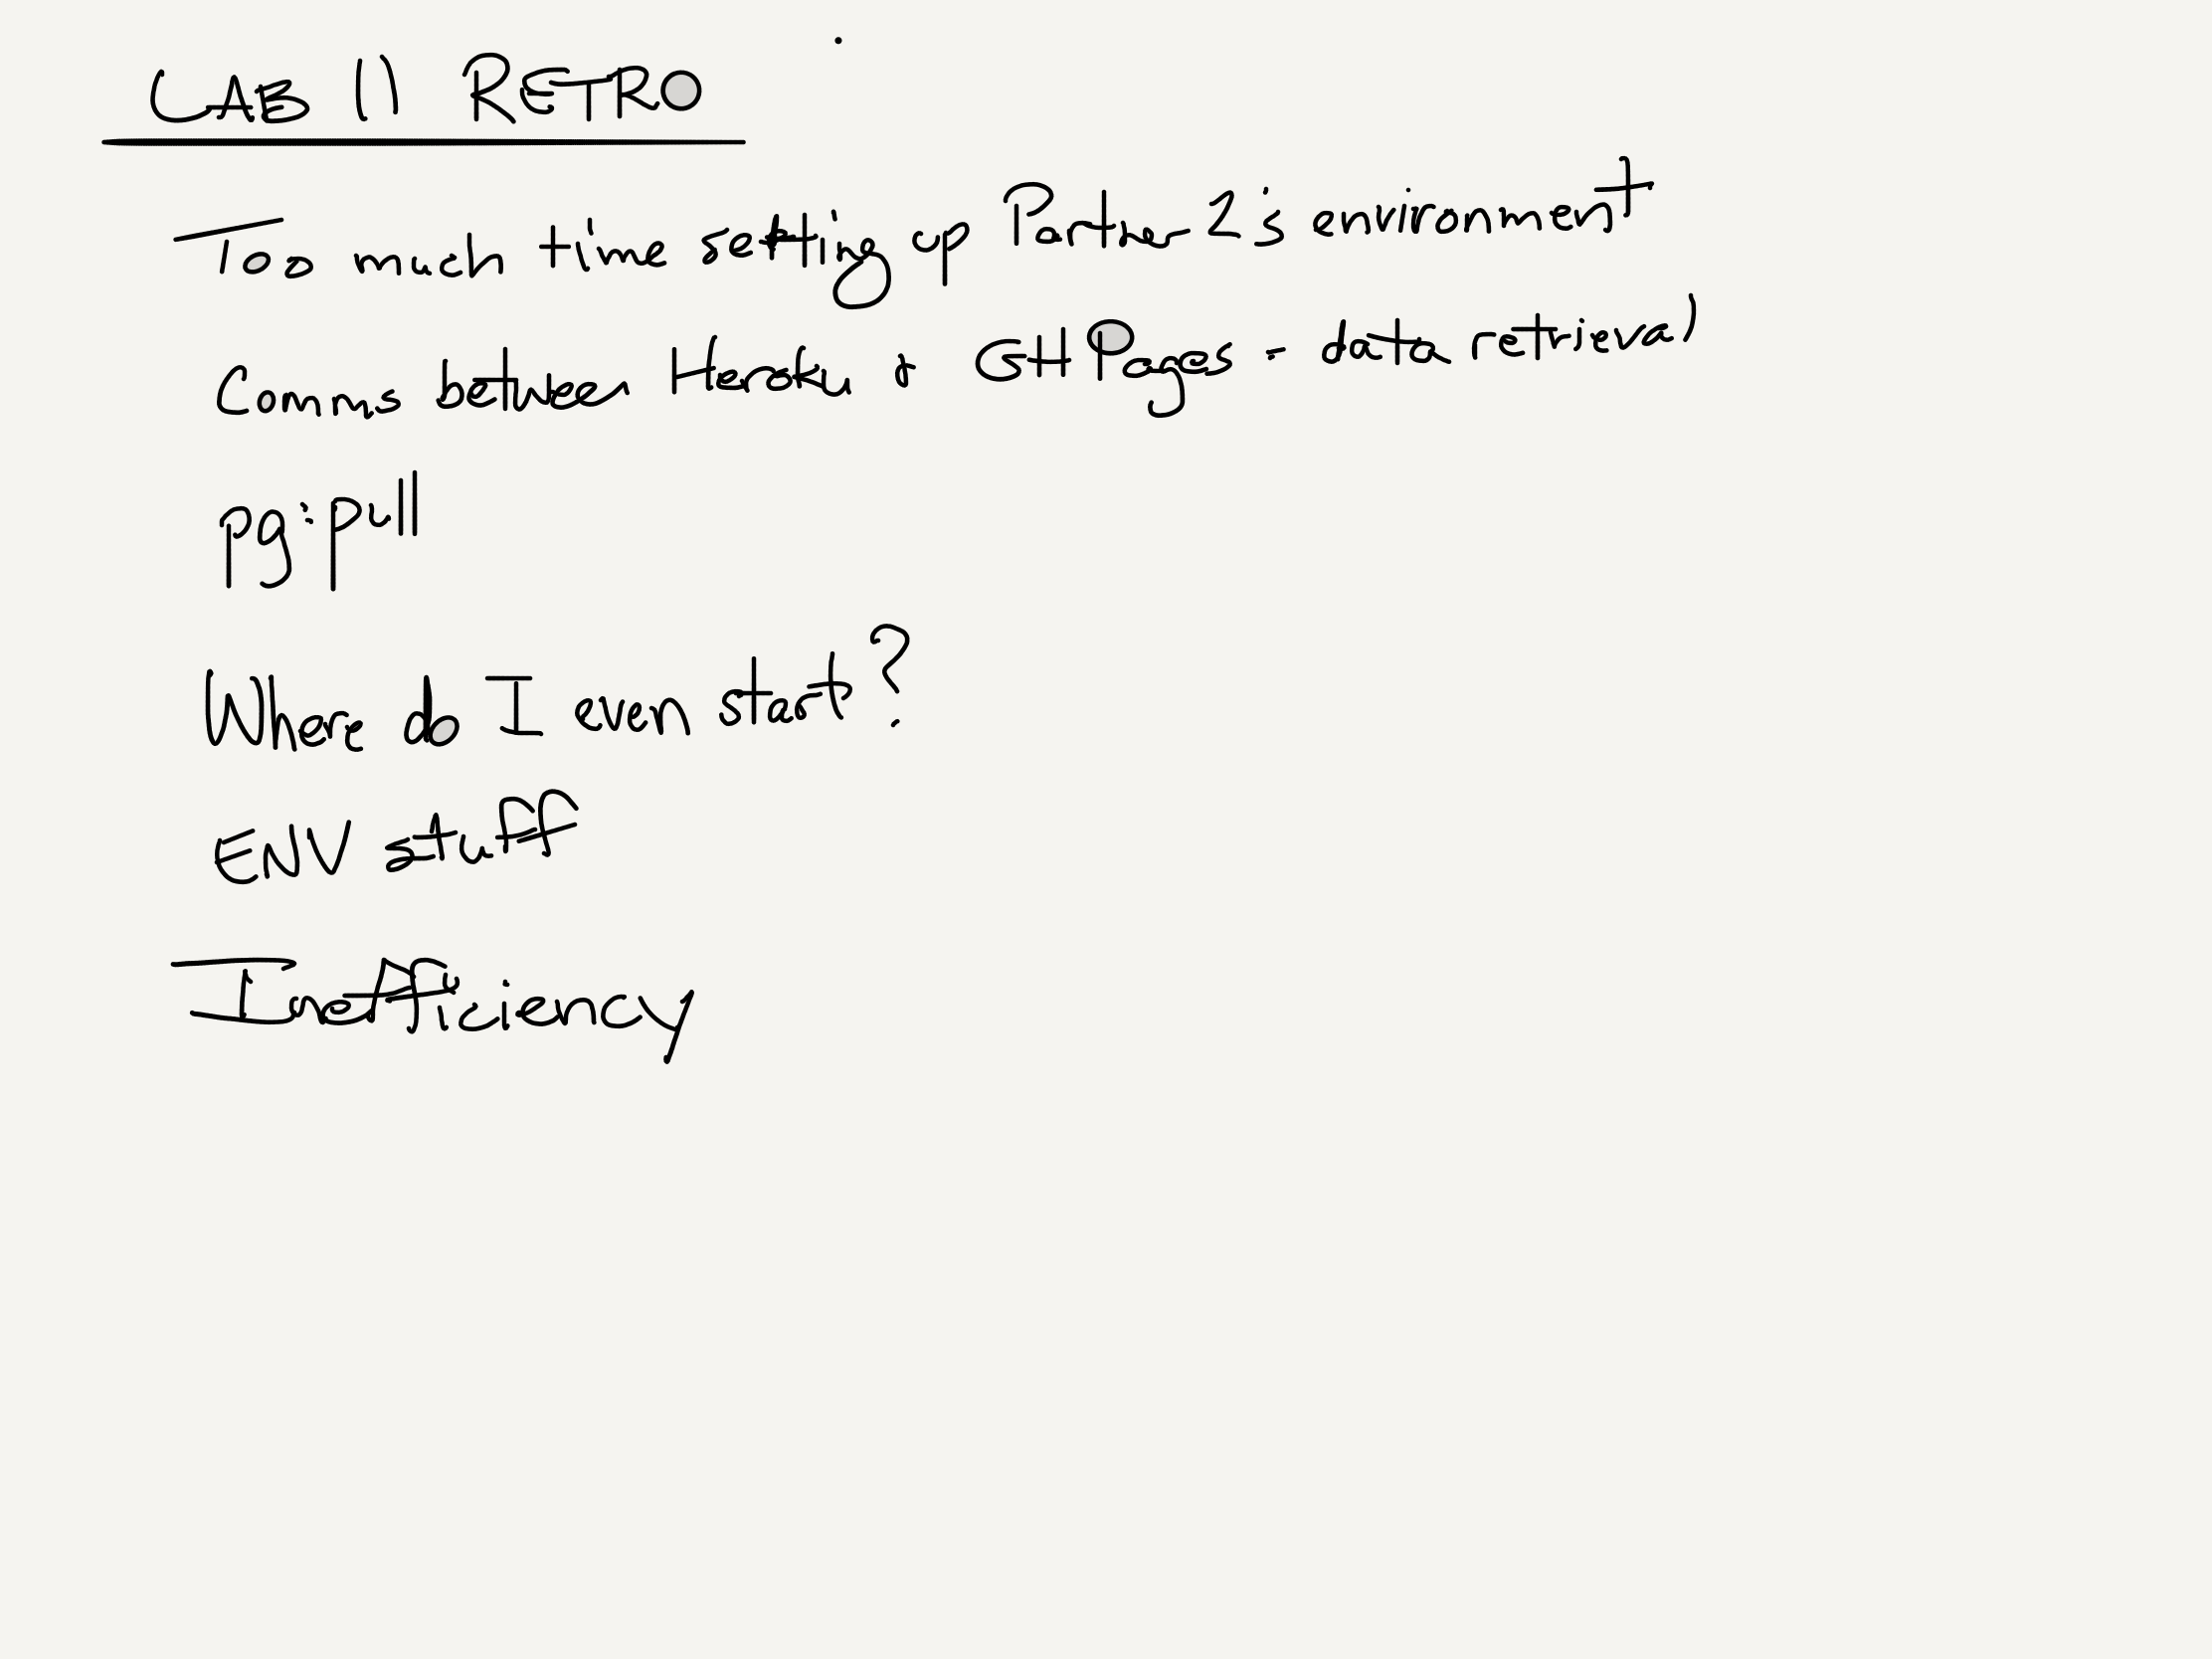 LAB 11 RETRO
Too much time setting up Partner 2's environment
Comms between Heroku + GH Pages - data retrieval
pg:pull
Where do I even start?
ENV stuff
Inefficiency